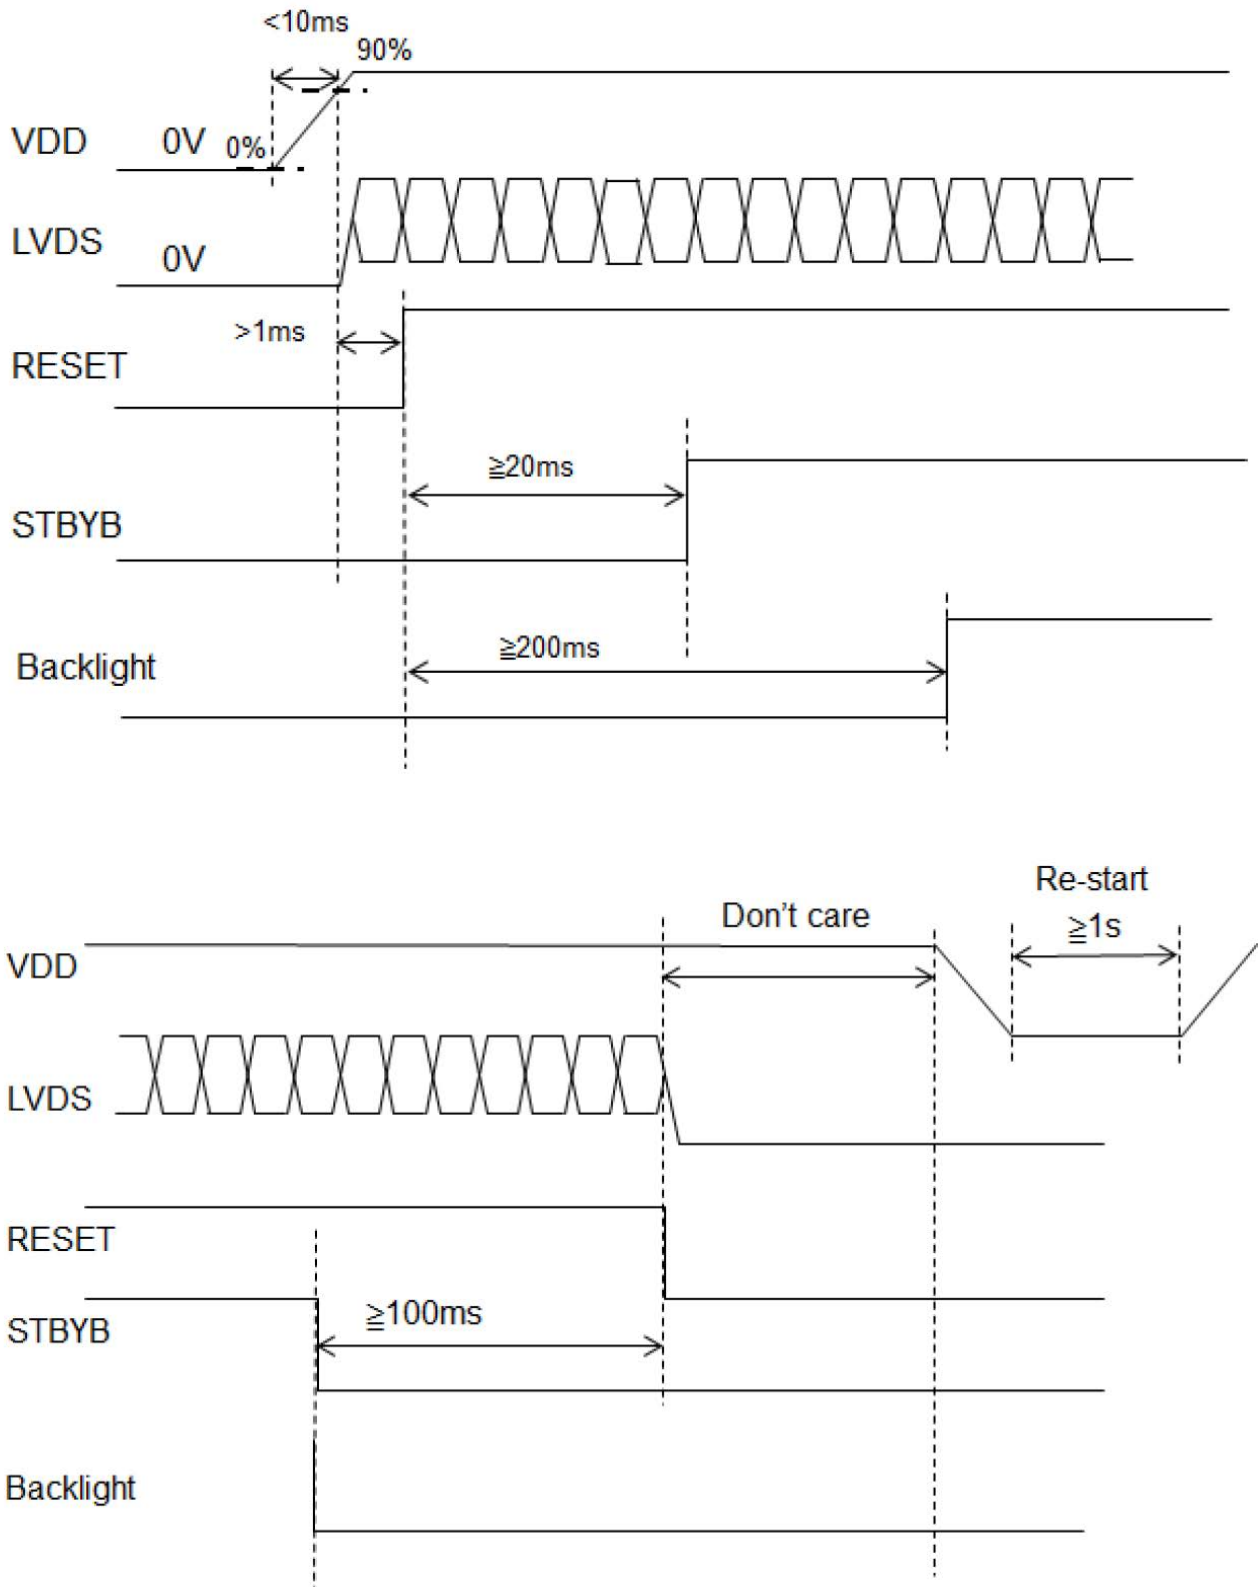 <10ms
90%
VDD
0V
0%
LVDS
0V
>1ms
RESET
≧20ms
STBYB
≧200ms
Backlight
Re-start
Don't care
≧1s
VDD
LVDS
RESET
≧100ms
STBYB
Backlight